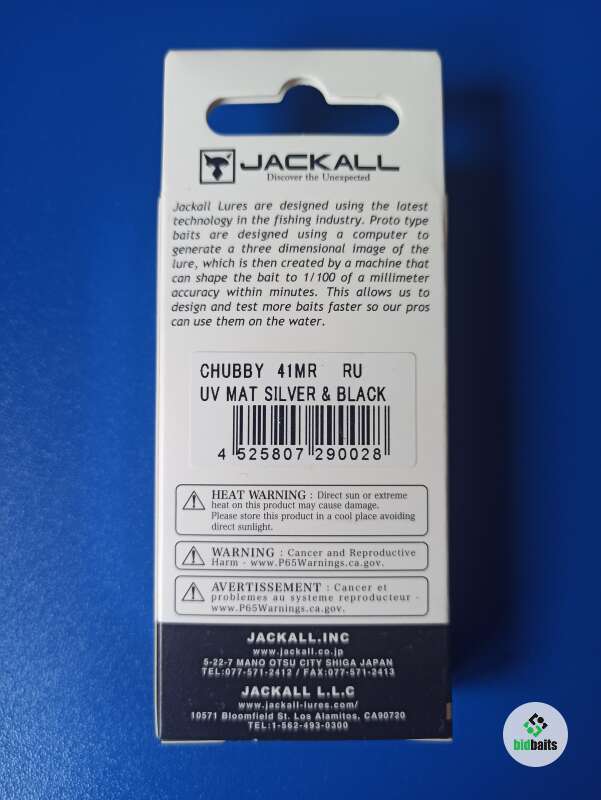 JACKALL
Discover the Unexpected
Jackall Lures are designed using the latest
technology in the fishing industry. Proto type
baits are designed using a computer to
generate a three dimensional image of the
lure, which is then created by a machine that
can shape the bait to 1/100 of a millimeter
accuracy within minutes. This allows us to
design and test more baits faster so our pros
can use them on the water.
CHUBBY 41MR RU
UV MAT SILVER & BLACK
4 525807 290028
HEAT WARNING : Direct sun or extreme
heat on this product may cause damage.
Please store this product in a cool place avoiding
direct sunlight.
WARNING : Cancer and Reproductive
Harm - www.P65Warnings.ca.gov.
AVERTISSEMENT : Cancer et
problemes au systeme reproducteur -
www.P65Warnings.ca.gov.
JACKALL.INC
www.jackall.co.jp
5-22-7 MANO OTSU CITY SHIGA JAPAN
TEL:077-571-2412 / FAX:077-571-2413
JACKALL L.L.C
www.jackall-lures.com/
10571 Bloomfield St. Los Alamitos, CA90720
TEL:1-562-493-0300
bidbaits